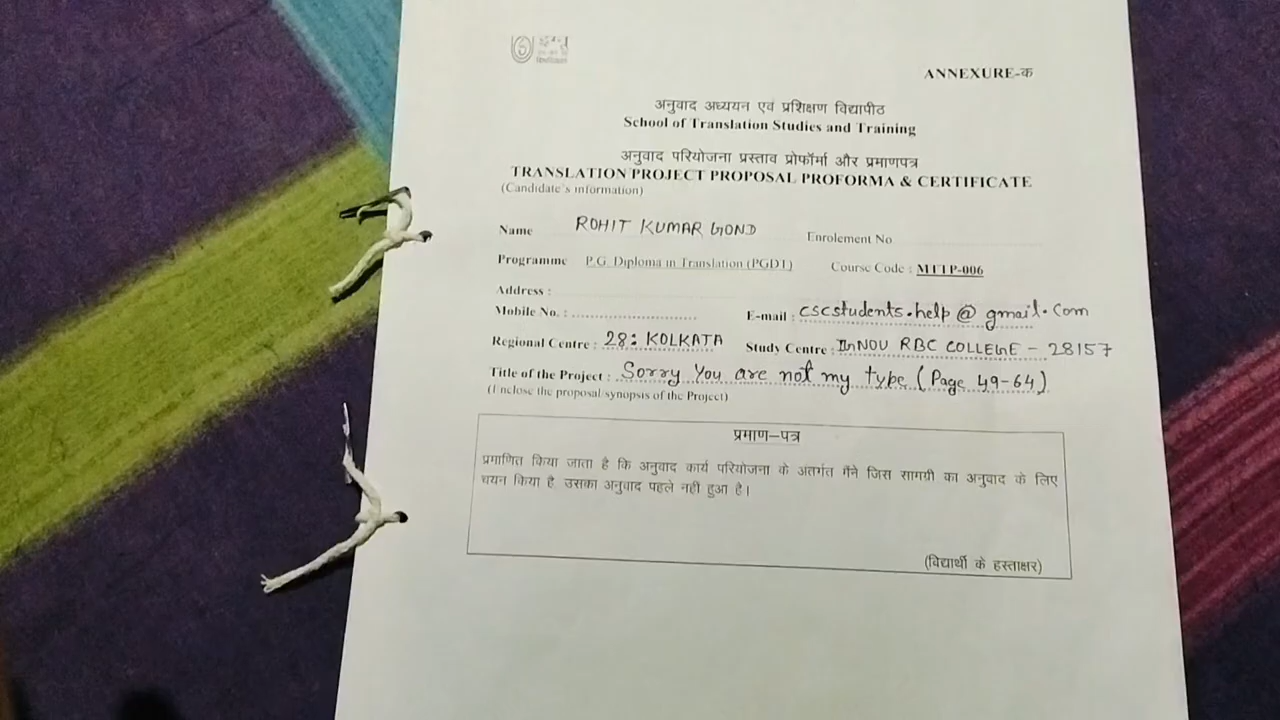 ANNEXURE-क
अनुवाद अध्ययन एवं प्रशिक्षण विद्यापीठ
School of Translation Studies and Training
अनुवाद परियोजना प्रस्ताव प्रोफॉर्मा और प्रमाणपत्र
TRANSLATION PROJECT PROPOSAL PROFORMA & CERTIFICATE
(Candidate's information)
Name ROHIT KUMAR GOND Enrolement No
Programme P.G. Diploma in Translation (PGDT) Course Code : MTTP-006
Address :
Mobile No. : E-mail : cscstudents.help@gmail.com
Regional Centre : 28: KOLKATA Study Centre : IGNOU RBC COLLEGE - 28157
Title of the Project : Sorry You are not my type (Page 49-64)
(Enclose the proposal/synopsis of the Project)
प्रमाण–पत्र
प्रमाणित किया जाता है कि अनुवाद कार्य परियोजना के अंतर्गत मैंने जिस सामग्री का अनुवाद के लिए
चयन किया है, उसका अनुवाद पहले नहीं हुआ है।
(विद्यार्थी के हस्ताक्षर)